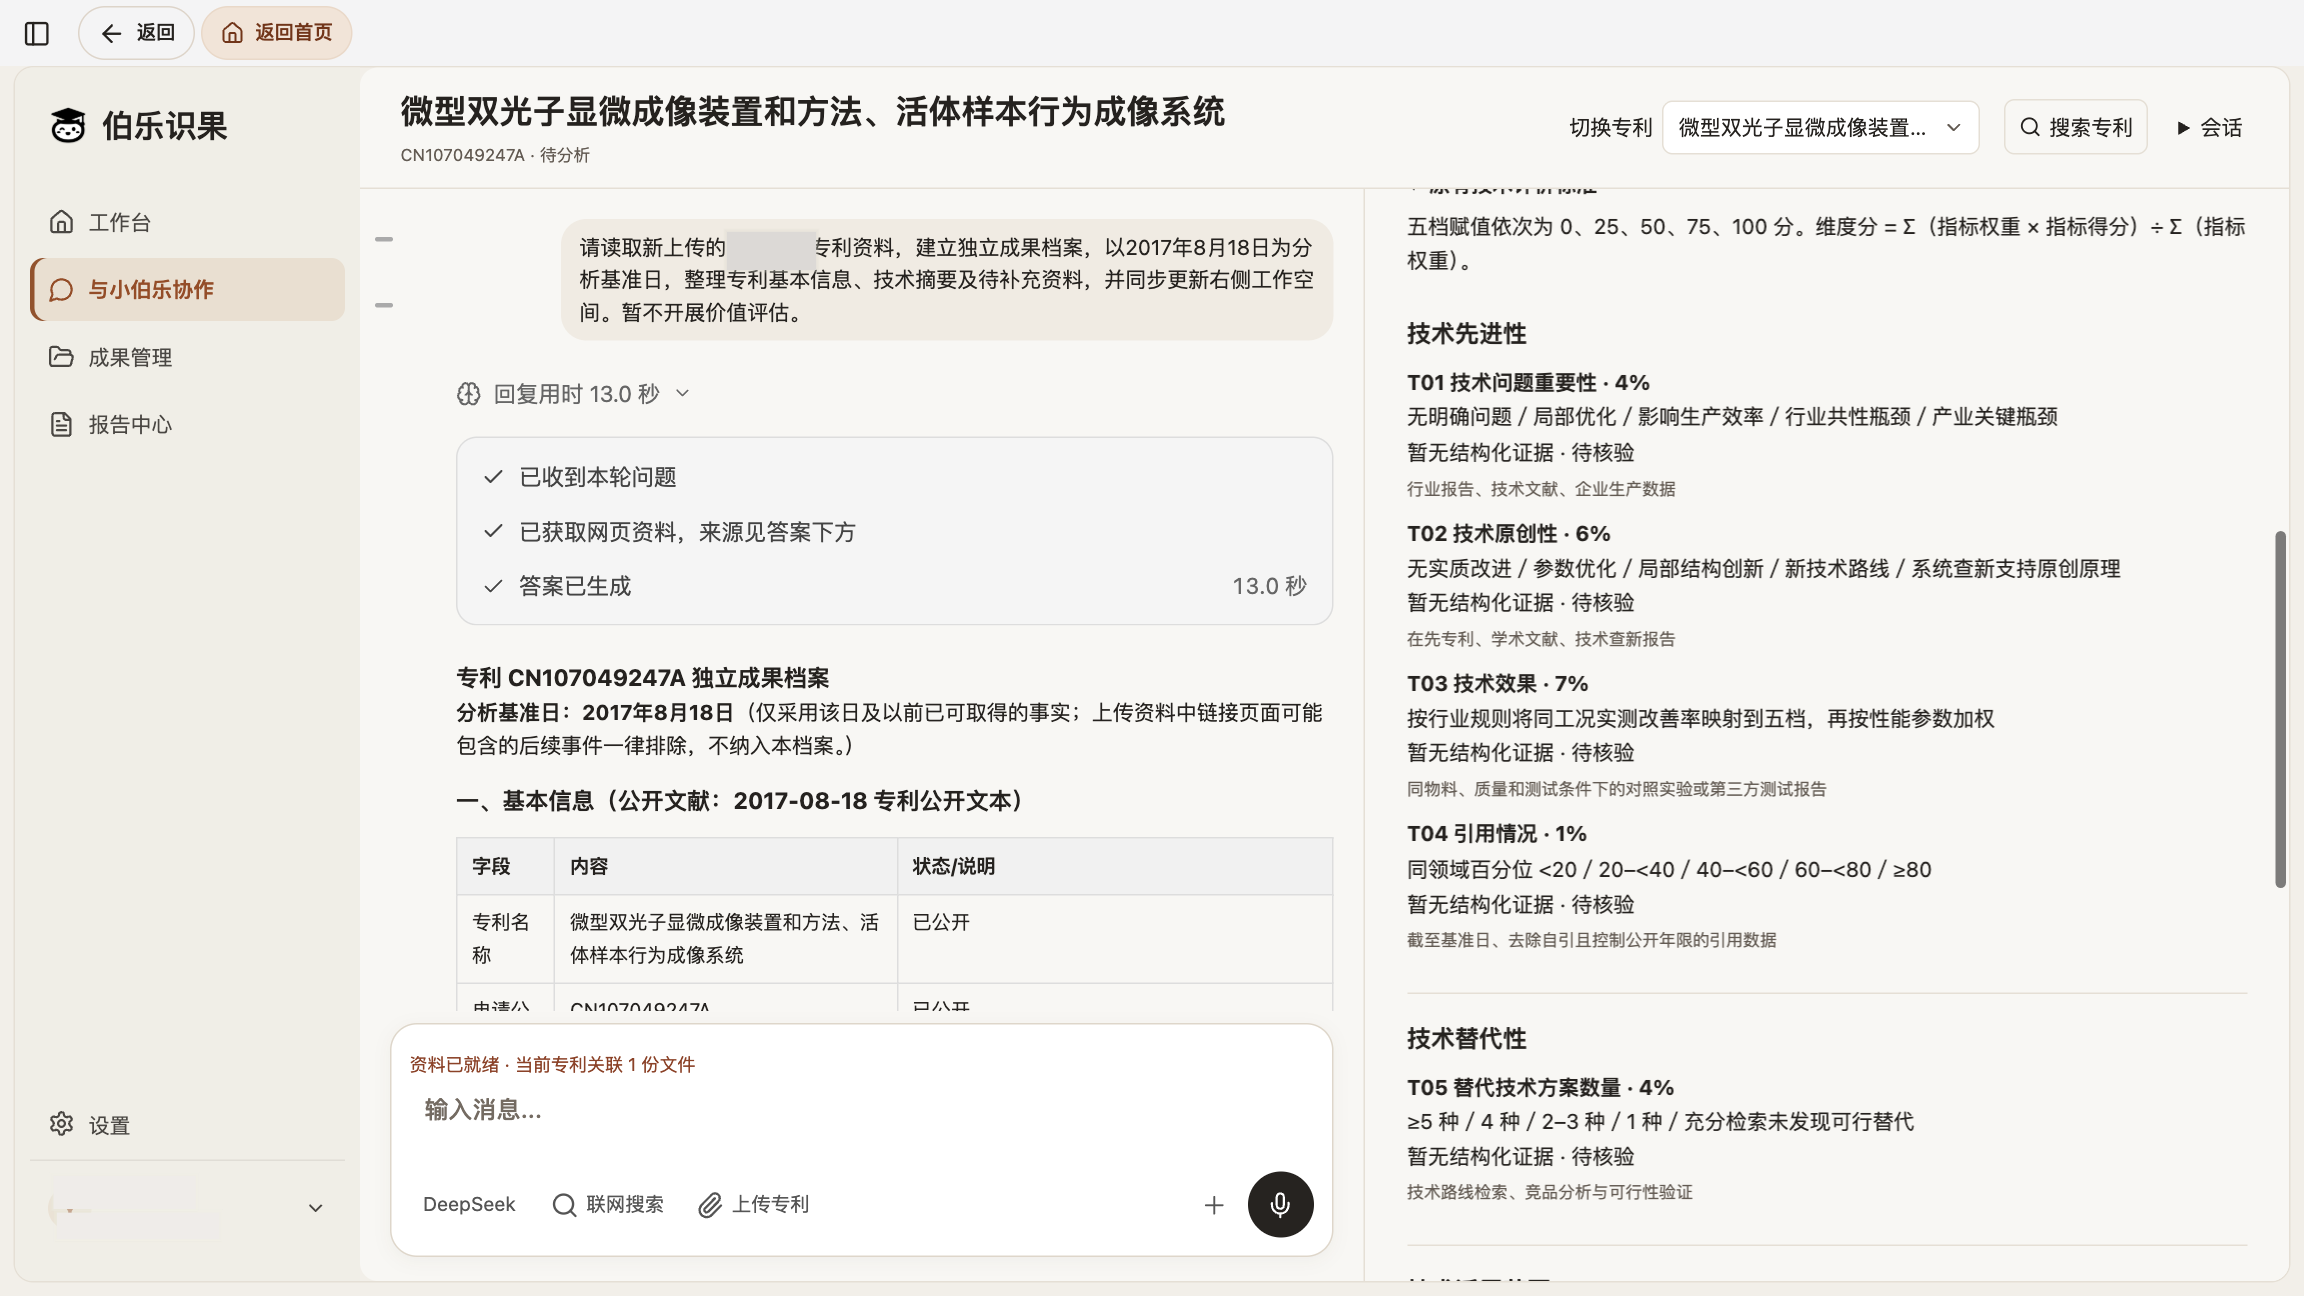 返回
返回首页
伯乐识果
工作台
与小伯乐协作
成果管理
报告中心
设置
微型双光子显微成像装置和方法、活体样本行为成像系统
CN107049247A · 待分析
切换专利
微型双光子显微成像装置...
搜索专利
会话
请读取新上传的 专利资料，建立独立成果档案，以2017年8月18日为分
析基准日，整理专利基本信息、技术摘要及待补充资料，并同步更新右侧工作空
间。暂不开展价值评估。
回复用时 13.0 秒
已收到本轮问题
已获取网页资料，来源见答案下方
答案已生成
13.0 秒
专利 CN107049247A 独立成果档案
分析基准日：2017年8月18日（仅采用该日及以前已可取得的事实；上传资料中链接页面可能
包含的后续事件一律排除，不纳入本档案。）
一、基本信息（公开文献：2017-08-18 专利公开文本）
字段 内容 状态/说明
专利名 微型双光子显微成像装置和方法、活 已公开
称 体样本行为成像系统
申请公 CN107049247A 已公开
资料已就绪 · 当前专利关联 1 份文件
输入消息...
DeepSeek
联网搜索
上传专利
五档赋值依次为 0、25、50、75、100 分。维度分 = Σ（指标权重 × 指标得分）÷ Σ（指标
权重）。
技术先进性
T01 技术问题重要性 · 4%
无明确问题 / 局部优化 / 影响生产效率 / 行业共性瓶颈 / 产业关键瓶颈
暂无结构化证据 · 待核验
行业报告、技术文献、企业生产数据
T02 技术原创性 · 6%
无实质改进 / 参数优化 / 局部结构创新 / 新技术路线 / 系统查新支持原创原理
暂无结构化证据 · 待核验
在先专利、学术文献、技术查新报告
T03 技术效果 · 7%
按行业规则将同工况实测改善率映射到五档，再按性能参数加权
暂无结构化证据 · 待核验
同物料、质量和测试条件下的对照实验或第三方测试报告
T04 引用情况 · 1%
同领域百分位 <20 / 20–<40 / 40–<60 / 60–<80 / ≥80
暂无结构化证据 · 待核验
截至基准日、去除自引且控制公开年限的引用数据
技术替代性
T05 替代技术方案数量 · 4%
≥5 种 / 4 种 / 2–3 种 / 1 种 / 充分检索未发现可行替代
暂无结构化证据 · 待核验
技术路线检索、竞品分析与可行性验证